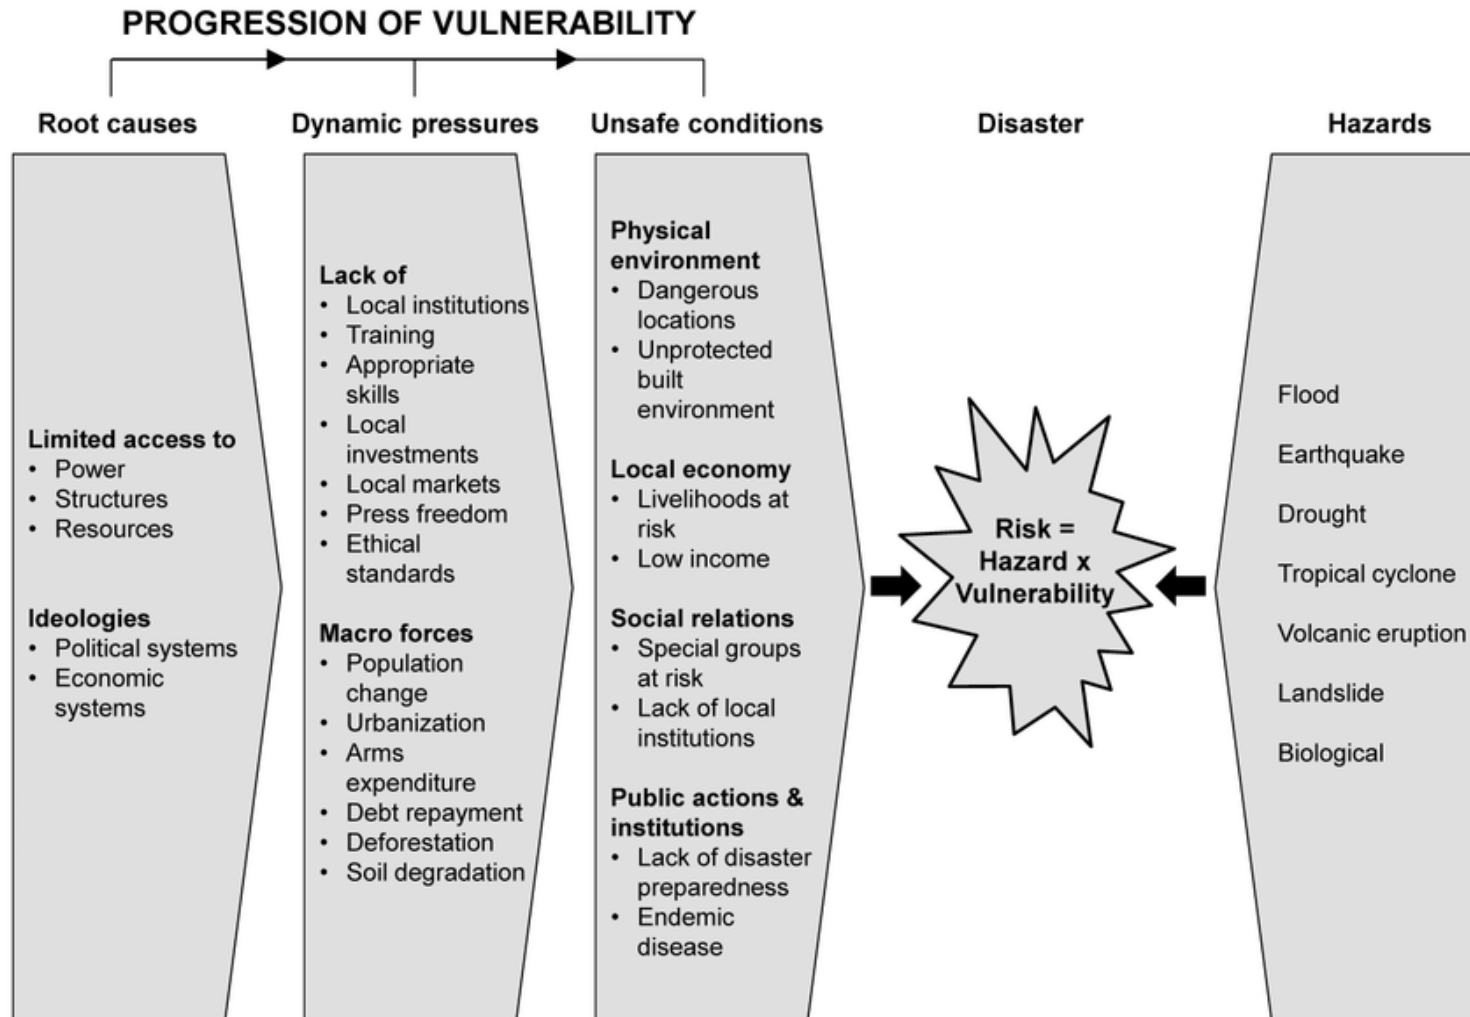 PROGRESSION OF VULNERABILITY
Root causes
Limited access to
• Power
• Structures
• Resources
Ideologies
• Political systems
• Economic
systems
Dynamic pressures
Lack of
• Local institutions
• Training
• Appropriate
skills
• Local
investments
• Local markets
• Press freedom
• Ethical
standards
Macro forces
• Population
change
• Urbanization
• Arms
expenditure
• Debt repayment
• Deforestation
• Soil degradation
Unsafe conditions
Physical
environment
• Dangerous
locations
• Unprotected
built
environment
Local economy
• Livelihoods at
risk
• Low income
Social relations
• Special groups
at risk
• Lack of local
institutions
Public actions &
institutions
• Lack of disaster
preparedness
• Endemic
disease
Disaster
Risk =
Hazard x
Vulnerability
Hazards
Flood
Earthquake
Drought
Tropical cyclone
Volcanic eruption
Landslide
Biological